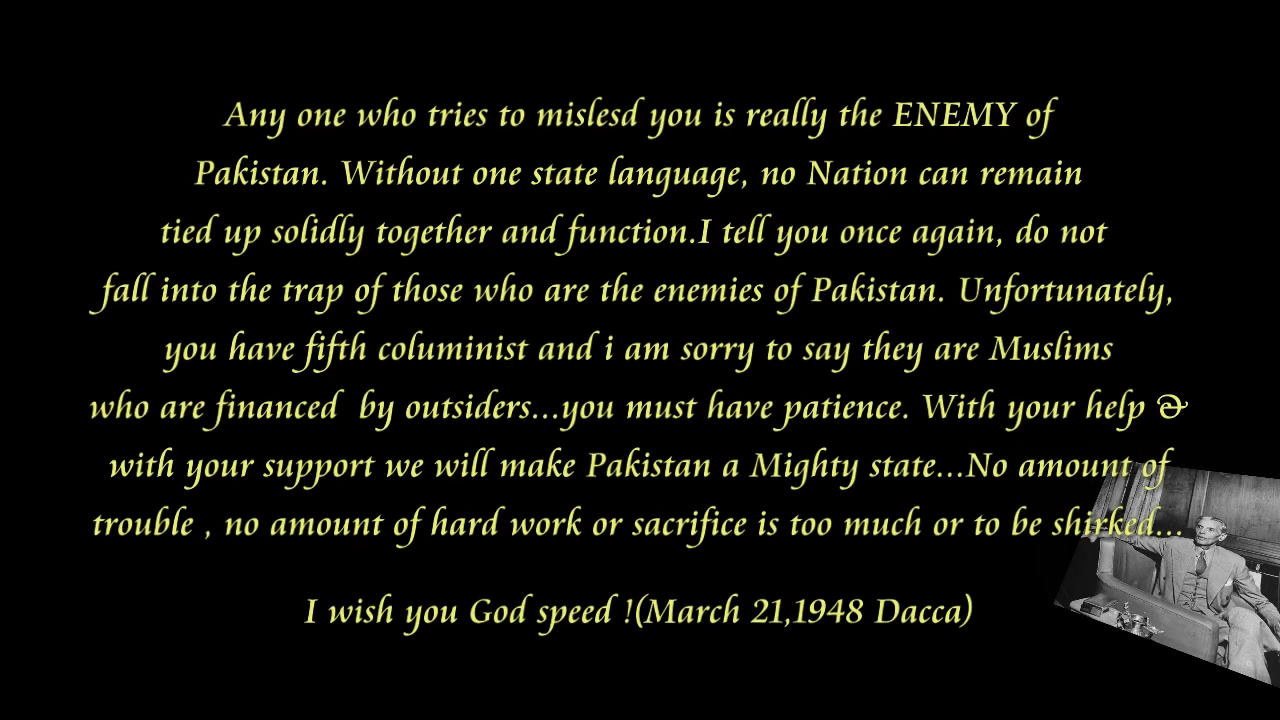 Any one who tries to mislesd you is really the ENEMY of
Pakistan. Without one state language, no Nation can remain
tied up solidly together and function.I tell you once again, do not
fall into the trap of those who are the enemies of Pakistan. Unfortunately,
you have fifth columinist and i am sorry to say they are Muslims
who are financed  by outsiders...you must have patience. With your help &
with your support we will make Pakistan a Mighty state...No amount of
trouble , no amount of hard work or sacrifice is too much or to be shirked...
I wish you God speed !(March 21,1948 Dacca)